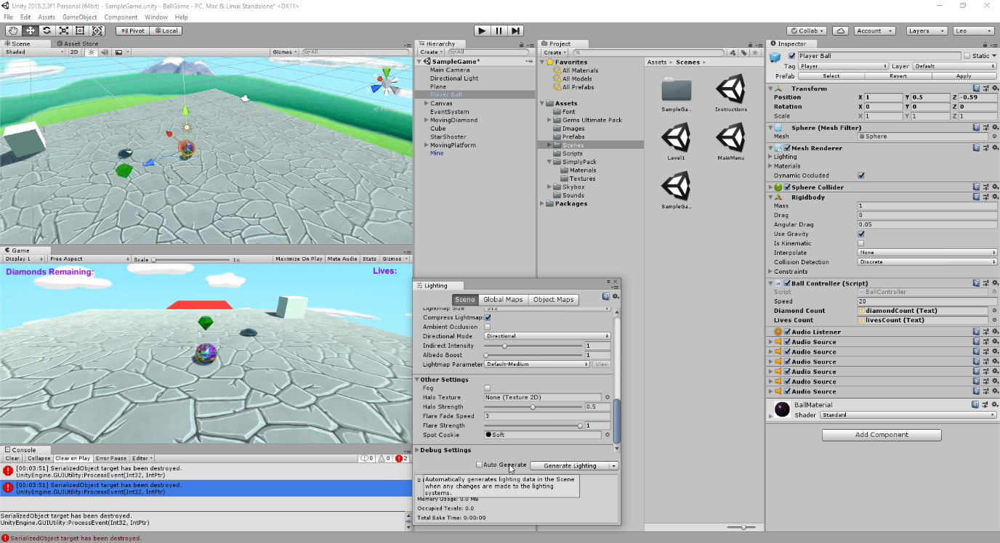 Unity 2018.2.3f1 Personal (64bit) - SampleGame.unity - BallGame - PC, Mac & Linux Standalone* <DX11>
File Edit Assets GameObject Component Window Help
Pivot Local Collab Account Layers Leo
Scene Asset Store
Shaded 2D Gizmos All
Persp
Game
Display 1 Free Aspect Scale 1x Maximize On Play Mute Audio Stats Gizmos
Diamonds Remaining: Lives:
Console
Clear Collapse Clear on Play Error Pause Editor 0 0 2
[00:03:51] SerializedObject target has been destroyed.
UnityEngine.GUIUtility:ProcessEvent(Int32, IntPtr)
[00:03:51] SerializedObject target has been destroyed.
UnityEngine.GUIUtility:ProcessEvent(Int32, IntPtr)
SerializedObject target has been destroyed.
UnityEngine.GUIUtility:ProcessEvent(Int32, IntPtr)
SerializedObject target has been destroyed.
Hierarchy
Create All
SampleGame*
Main Camera
Directional Light
Plane
Player Ball
Canvas
EventSystem
MovingDiamond
Cube
StarShooter
MovingPlatform
Mine
Project
Create
Favorites
All Materials
All Models
All Prefabs
Assets
Font
Gems Ultimate Pack
Images
Prefabs
Scenes
Scripts
SimplyPack
Materials
Textures
Skybox
Sounds
Packages
Assets Scenes
SampleGa.. Instructions
Level1 MainMenu
SampleGa..
Lighting
Scene Global Maps Object Maps
Lightmap Size 512
Compress Lightmap:
Ambient Occlusion
Directional Mode Directional
Indirect Intensity 1
Albedo Boost 1
Lightmap Parameter Default-Medium View
Other Settings
Fog
Halo Texture None (Texture 2D)
Halo Strength 0.5
Flare Fade Speed 3
Flare Strength 1
Spot Cookie Soft
Debug Settings
Auto Generate Generate Lighting
0
Automatically generates lighting data in the Scene
when any changes are made to the lighting
systems.
Memory Usage: 0.0 MB
Occupied Texels: 0.0
Total Bake Time: 0:00:00
Inspector
Player Ball Static
Tag Player Layer Default
Prefab Select Revert Apply
Transform
Position X 1 Y 0.5 Z -0.59
Rotation X 0 Y 0 Z 0
Scale X 1 Y 1 Z 1
Sphere (Mesh Filter)
Mesh Sphere
Mesh Renderer
Lighting
Materials
Dynamic Occluded
Sphere Collider
Rigidbody
Mass 1
Drag 0
Angular Drag 0.05
Use Gravity
Is Kinematic
Interpolate None
Collision Detection Discrete
Constraints
Ball Controller (Script)
Script BallController
Speed 20
Diamond Count diamondCount (Text)
Lives Count livesCount (Text)
Audio Listener
Audio Source
Audio Source
Audio Source
Audio Source
Audio Source
Audio Source
BallMaterial
Shader Standard
Add Component